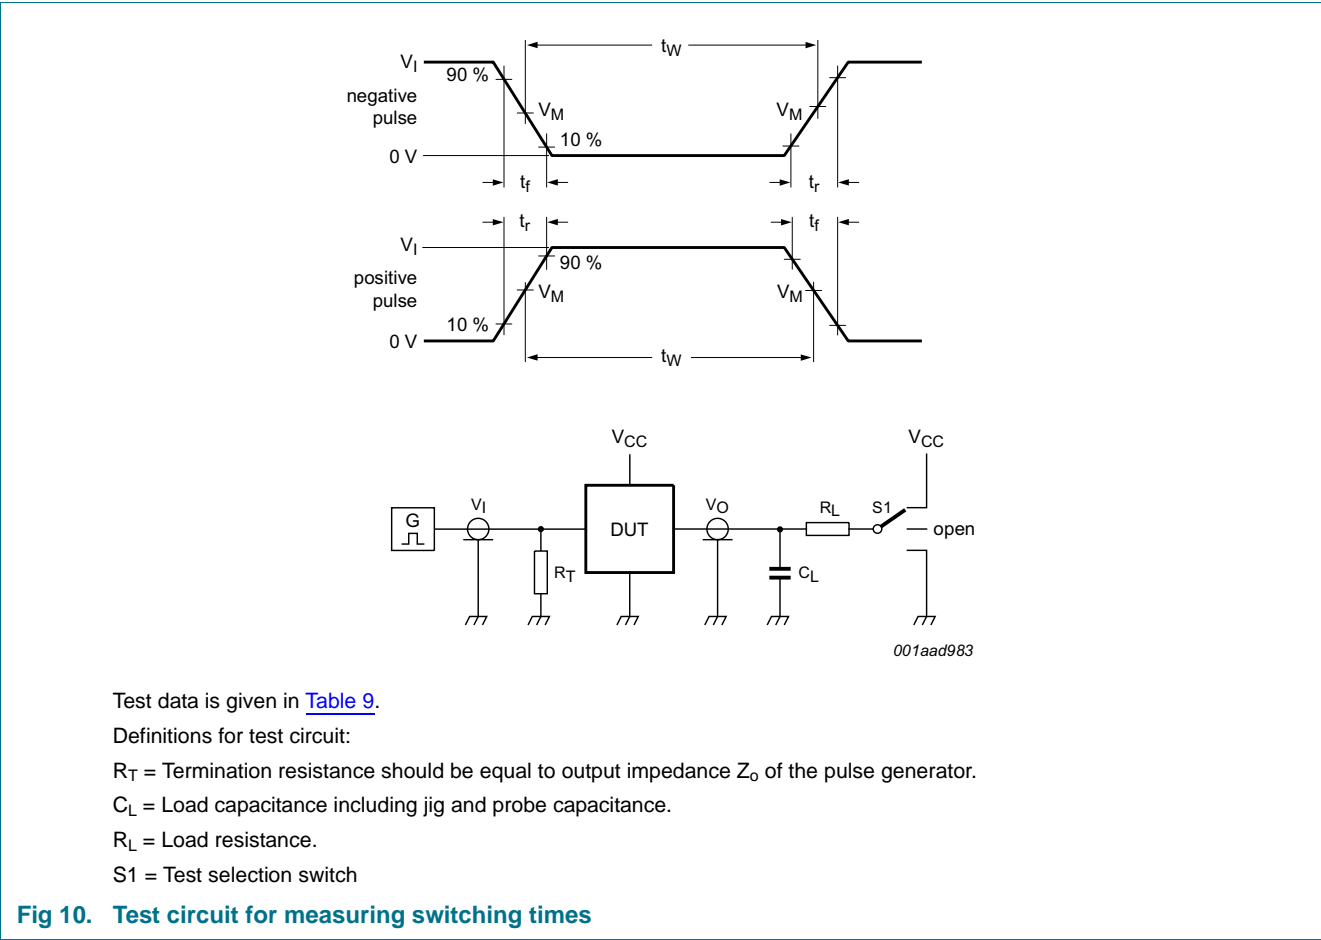 tW
VI
90 %
negative
pulse
VM
VM
10 %
0 V
tf
tr
tr
tf
VI
90 %
positive
pulse
VM
VM
10 %
0 V
tW
VCC
VCC
VI
VO
RL
S1
G
DUT
open
RT
CL
001aad983
Test data is given in Table 9.
Definitions for test circuit:
RT = Termination resistance should be equal to output impedance Zo of the pulse generator.
CL = Load capacitance including jig and probe capacitance.
RL = Load resistance.
S1 = Test selection switch
Fig 10. Test circuit for measuring switching times